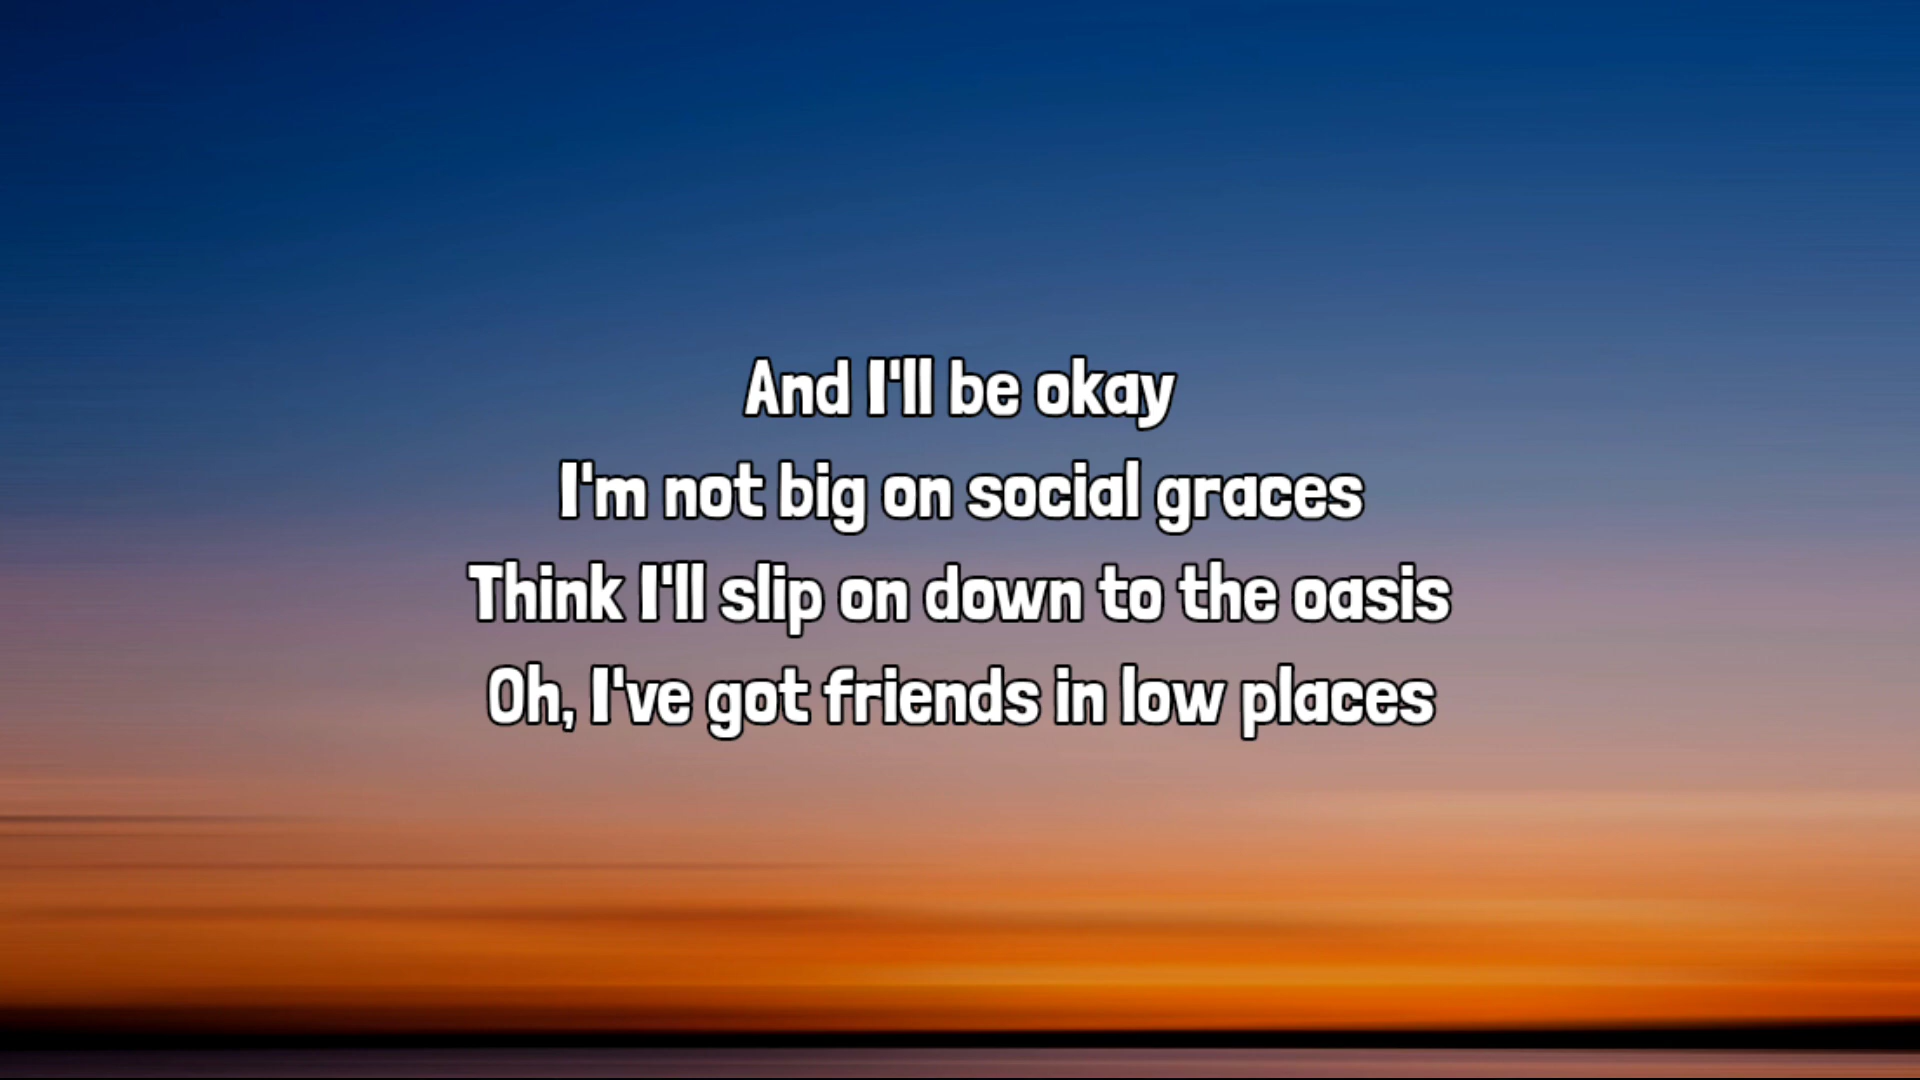 And I'll be okay
I'm not big on social graces
Think I'll slip on down to the oasis
Oh, I've got friends in low places